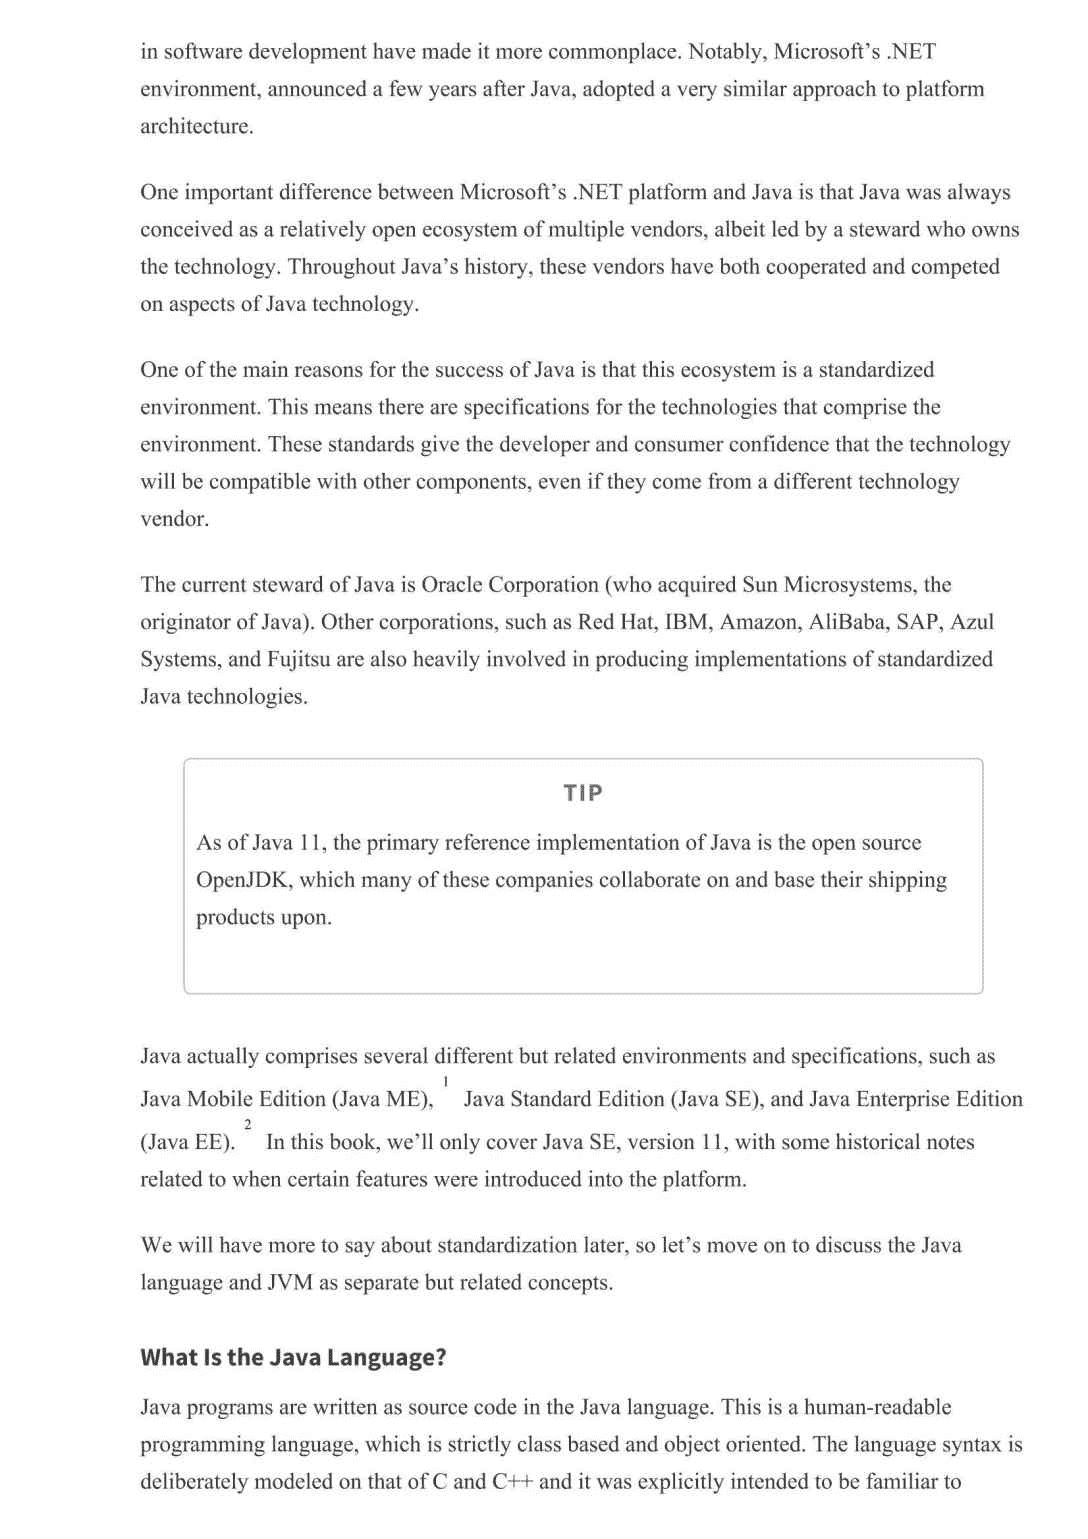 in software development have made it more commonplace. Notably, Microsoft’s .NET
environment, announced a few years after Java, adopted a very similar approach to platform
architecture.
One important difference between Microsoft’s .NET platform and Java is that Java was always
conceived as a relatively open ecosystem of multiple vendors, albeit led by a steward who owns
the technology. Throughout Java’s history, these vendors have both cooperated and competed
on aspects of Java technology.
One of the main reasons for the success of Java is that this ecosystem is a standardized
environment. This means there are specifications for the technologies that comprise the
environment. These standards give the developer and consumer confidence that the technology
will be compatible with other components, even if they come from a different technology
vendor.
The current steward of Java is Oracle Corporation (who acquired Sun Microsystems, the
originator of Java). Other corporations, such as Red Hat, IBM, Amazon, AliBaba, SAP, Azul
Systems, and Fujitsu are also heavily involved in producing implementations of standardized
Java technologies.
TIP
As of Java 11, the primary reference implementation of Java is the open source
OpenJDK, which many of these companies collaborate on and base their shipping
products upon.
Java actually comprises several different but related environments and specifications, such as
Java Mobile Edition (Java ME), 1 Java Standard Edition (Java SE), and Java Enterprise Edition
(Java EE). 2 In this book, we’ll only cover Java SE, version 11, with some historical notes
related to when certain features were introduced into the platform.
We will have more to say about standardization later, so let’s move on to discuss the Java
language and JVM as separate but related concepts.
What Is the Java Language?
Java programs are written as source code in the Java language. This is a human-readable
programming language, which is strictly class based and object oriented. The language syntax is
deliberately modeled on that of C and C++ and it was explicitly intended to be familiar to